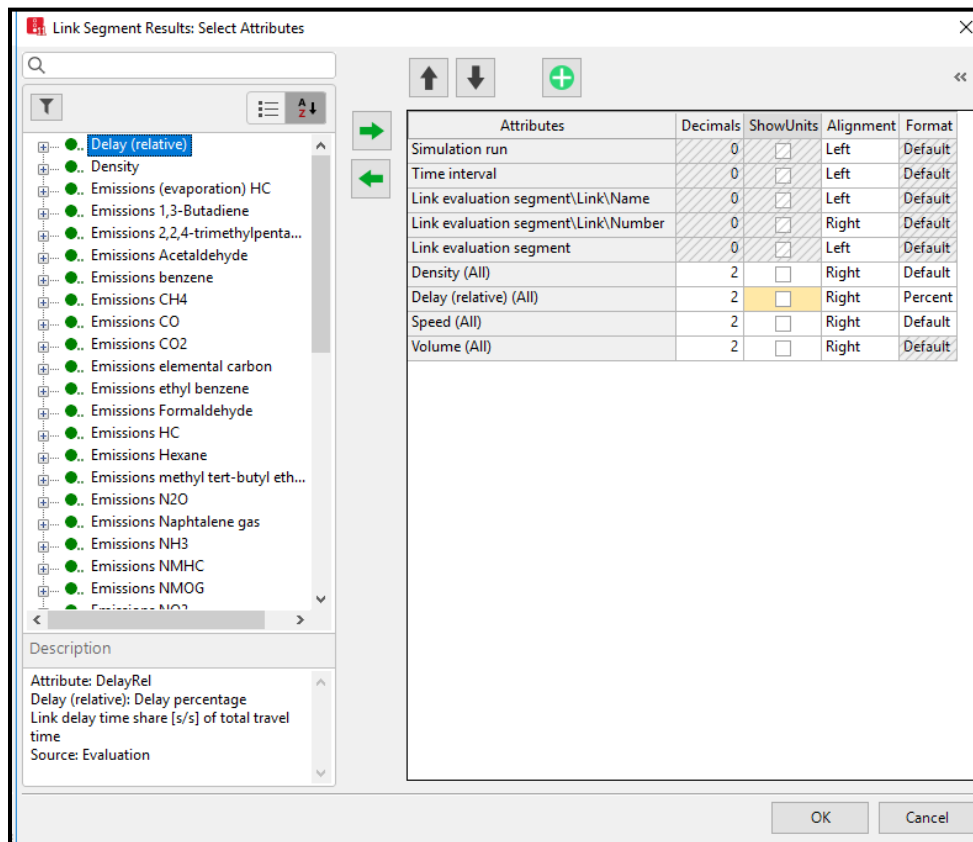 Link Segment Results: Select Attributes
Delay (relative)
Density
Emissions (evaporation) HC
Emissions 1,3-Butadiene
Emissions 2,2,4-trimethylpenta...
Emissions Acetaldehyde
Emissions benzene
Emissions CH4
Emissions CO
Emissions CO2
Emissions elemental carbon
Emissions ethyl benzene
Emissions Formaldehyde
Emissions HC
Emissions Hexane
Emissions methyl tert-butyl eth...
Emissions N2O
Emissions Naphtalene gas
Emissions NH3
Emissions NMHC
Emissions NMOG
Emissions NO2
Description
Attribute: DelayRel
Delay (relative): Delay percentage
Link delay time share [s/s] of total travel
time
Source: Evaluation
Attributes Decimals ShowUnits Alignment Format
Simulation run 0 Left Default
Time interval 0 Left Default
Link evaluation segment\Link\Name 0 Left Default
Link evaluation segment\Link\Number 0 Right Default
Link evaluation segment 0 Left Default
Density (All) 2 Right Default
Delay (relative) (All) 2 Right Percent
Speed (All) 2 Right Default
Volume (All) 2 Right Default
OK Cancel